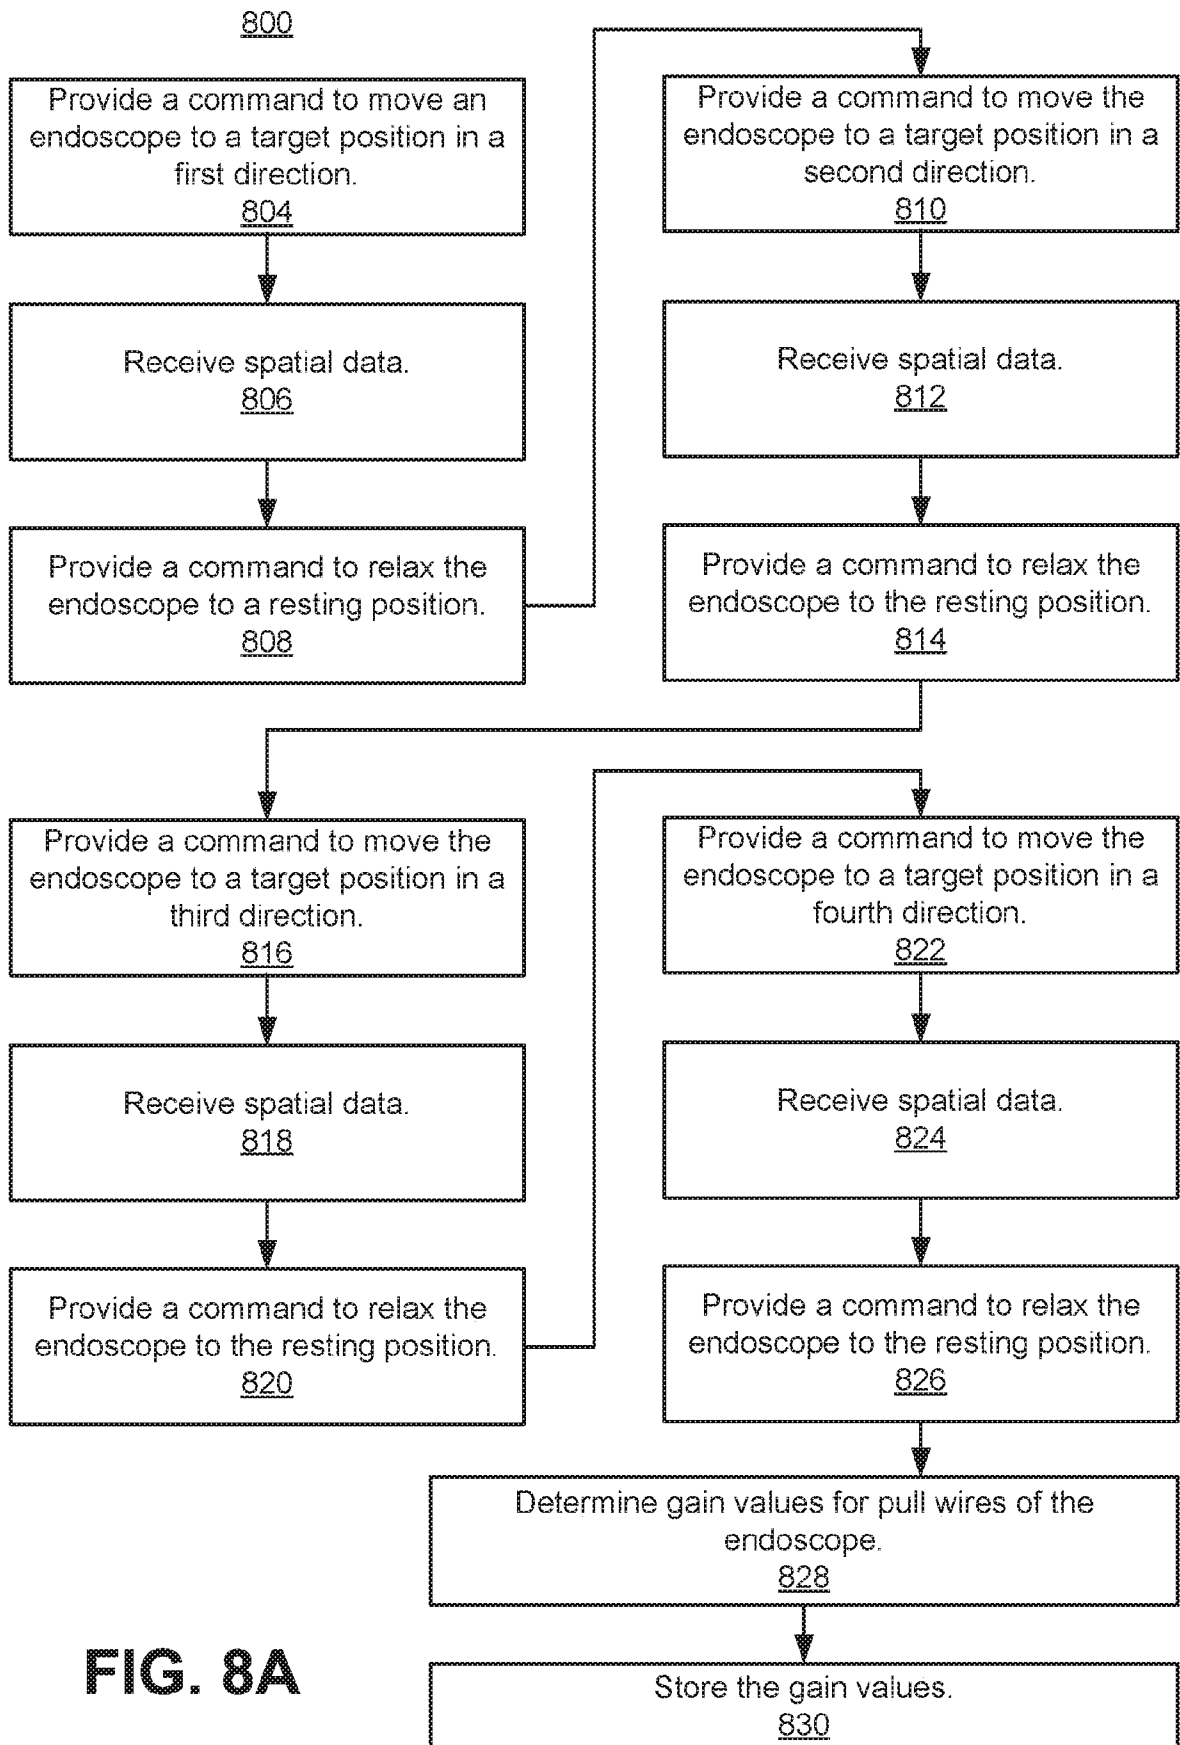 800
Provide a command to move an
endoscope to a target position in a
first direction.
804
Receive spatial data.
806
Provide a command to relax the
endoscope to a resting position.
808
Provide a command to move the
endoscope to a target position in a
second direction.
810
Receive spatial data.
812
Provide a command to relax the
endoscope to the resting position.
814
Provide a command to move the
endoscope to a target position in a
third direction.
816
Receive spatial data.
818
Provide a command to relax the
endoscope to the resting position.
820
Provide a command to move the
endoscope to a target position in a
fourth direction.
822
Receive spatial data.
824
Provide a command to relax the
endoscope to the resting position.
826
Determine gain values for pull wires of the
endoscope.
828
Store the gain values.
830
FIG. 8A